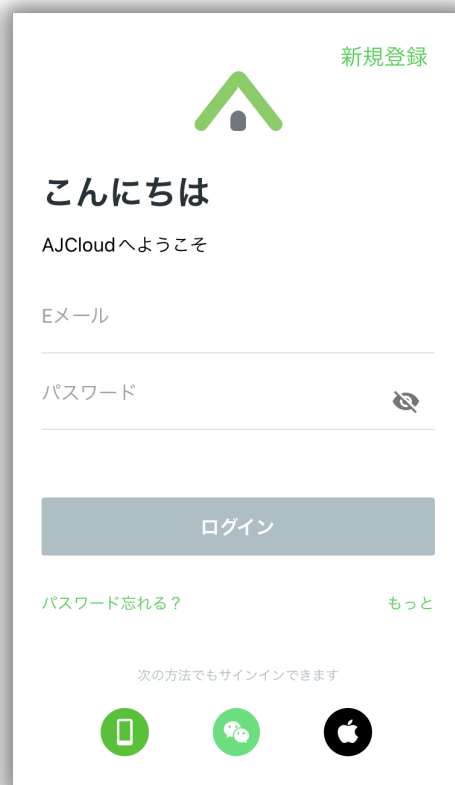 新規登録
こんにちは
AJCloudへようこそ
Eメール
パスワード
ログイン
パスワード忘れる？
もっと
次の方法でもサインインできます